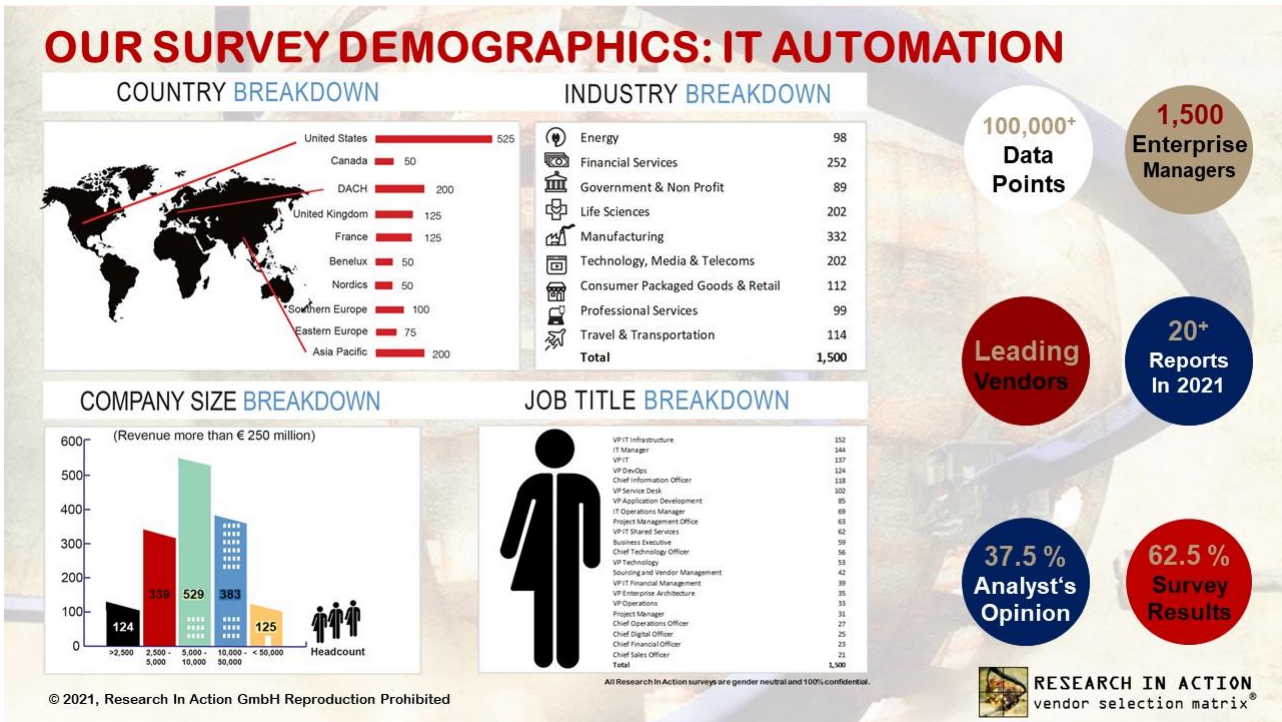 OUR SURVEY DEMOGRAPHICS: IT AUTOMATION
COUNTRY BREAKDOWN
United States 525
Canada 50
DACH 200
United Kingdom 125
France 125
Benelux 50
Nordics 50
Southern Europe 100
Eastern Europe 75
Asia Pacific 200
INDUSTRY BREAKDOWN
Energy 98
Financial Services 252
Government & Non Profit 89
Life Sciences 202
Manufacturing 332
Technology, Media & Telecoms 202
Consumer Packaged Goods & Retail 112
Professional Services 99
Travel & Transportation 114
Total 1,500
100,000+
Data
Points
1,500
Enterprise
Managers
Leading
Vendors
20+
Reports
In 2021
COMPANY SIZE BREAKDOWN
(Revenue more than € 250 million)
600
500
400
300
200
100
0
124
339
529
383
125
>2,500
2,500 -
5,000
5,000 -
10,000
10,000 -
50,000
< 50,000
Headcount
JOB TITLE BREAKDOWN
VP IT Infrastructure 152
IT Manager 144
VP IT 137
VP DevOps 124
Chief Information Officer 118
VP Service Desk 102
VP Application Development 85
IT Operations Manager 69
Project Management Office 63
VP IT Shared Services 62
Business Executive 59
Chief Technology Officer 56
VP Technology 53
Sourcing and Vendor Management 42
VP IT Financial Management 39
VP Enterprise Architecture 35
VP Operations 33
Project Manager 31
Chief Operations Officer 27
Chief Digital Officer 25
Chief Financial Officer 23
Chief Sales Officer 21
Total 1,500
37.5 %
Analyst's
Opinion
62.5 %
Survey
Results
All Research In Action surveys are gender neutral and 100% confidential.
© 2021, Research In Action GmbH Reproduction Prohibited
RESEARCH IN ACTION
vendor selection matrix®